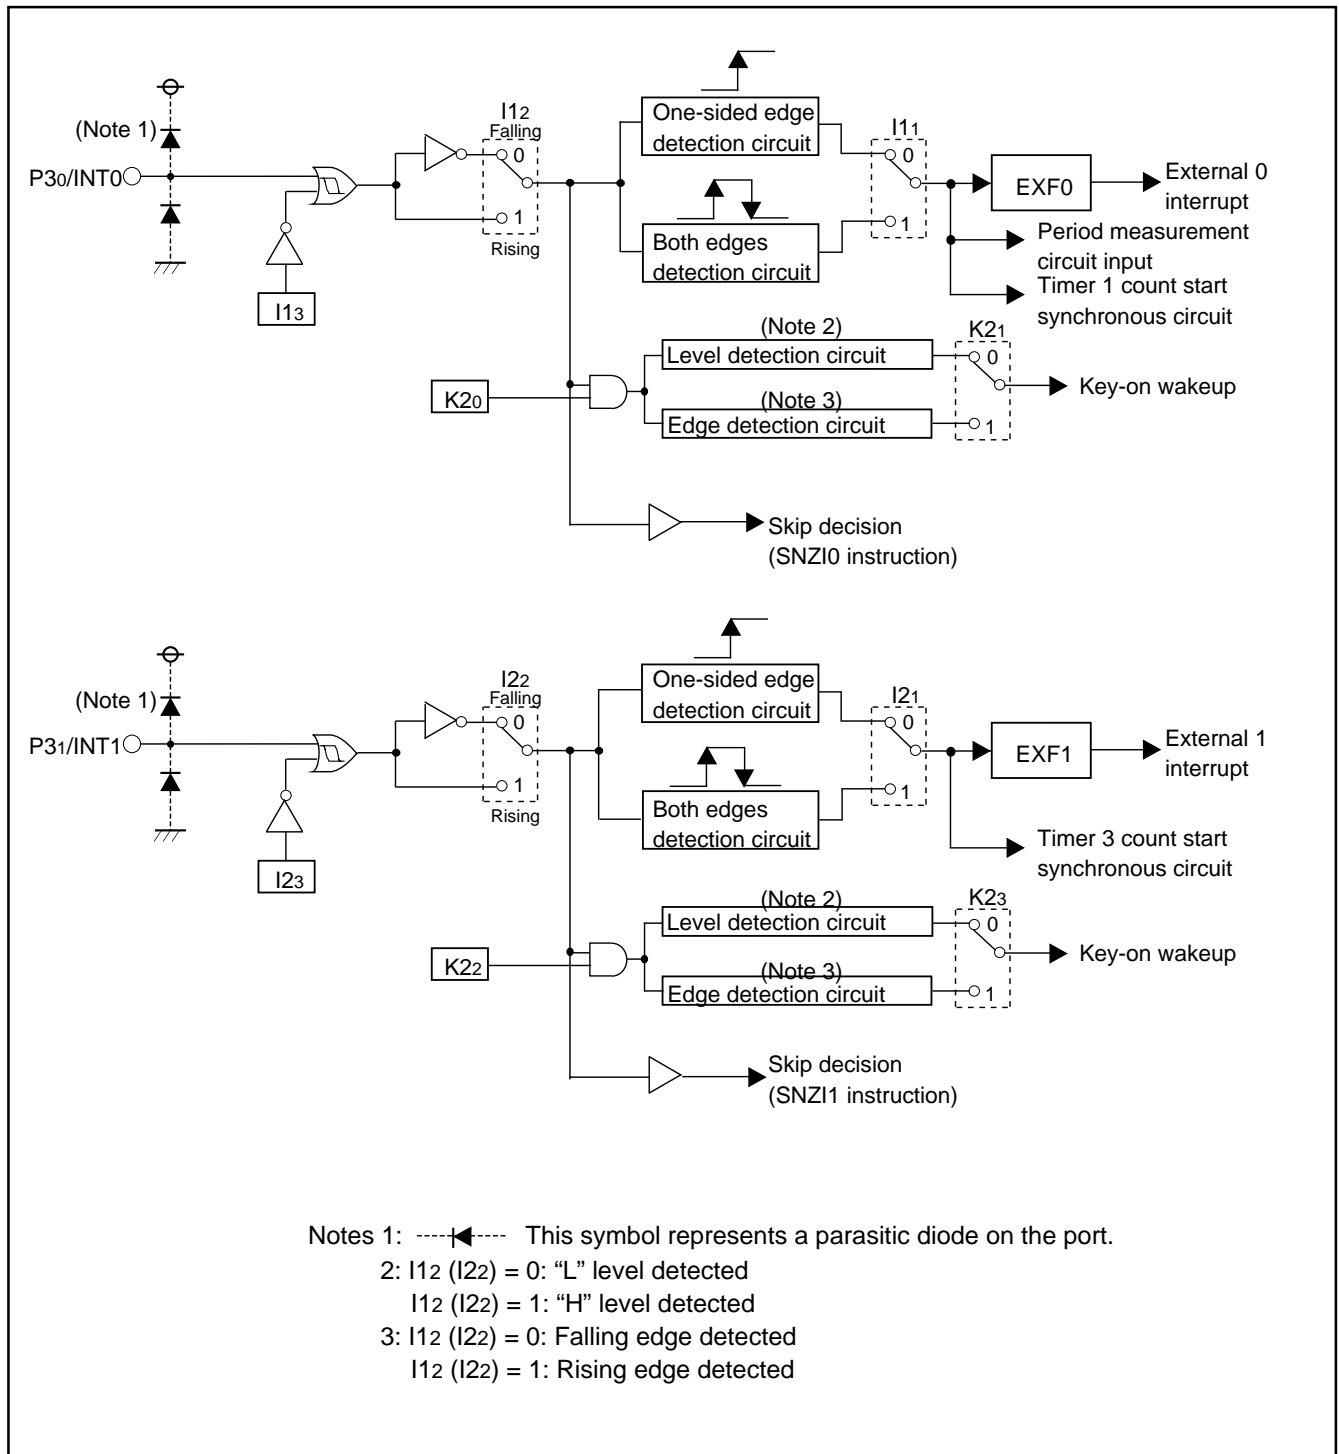 I12
Falling
0
1
Rising
(Note 1)
P30/INT0
I13
One-sided edge
detection circuit
Both edges
detection circuit
I11
0
1
EXF0
External 0
interrupt
Period measurement
circuit input
Timer 1 count start
synchronous circuit
K20
(Note 2)
Level detection circuit
(Note 3)
Edge detection circuit
K21
0
1
Key-on wakeup
Skip decision
(SNZI0 instruction)
I22
Falling
0
1
Rising
(Note 1)
P31/INT1
I23
One-sided edge
detection circuit
Both edges
detection circuit
I21
0
1
EXF1
External 1
interrupt
Timer 3 count start
synchronous circuit
K22
(Note 2)
Level detection circuit
(Note 3)
Edge detection circuit
K23
0
1
Key-on wakeup
Skip decision
(SNZI1 instruction)
Notes 1: This symbol represents a parasitic diode on the port.
2: I12 (I22) = 0: “L” level detected
I12 (I22) = 1: “H” level detected
3: I12 (I22) = 0: Falling edge detected
I12 (I22) = 1: Rising edge detected